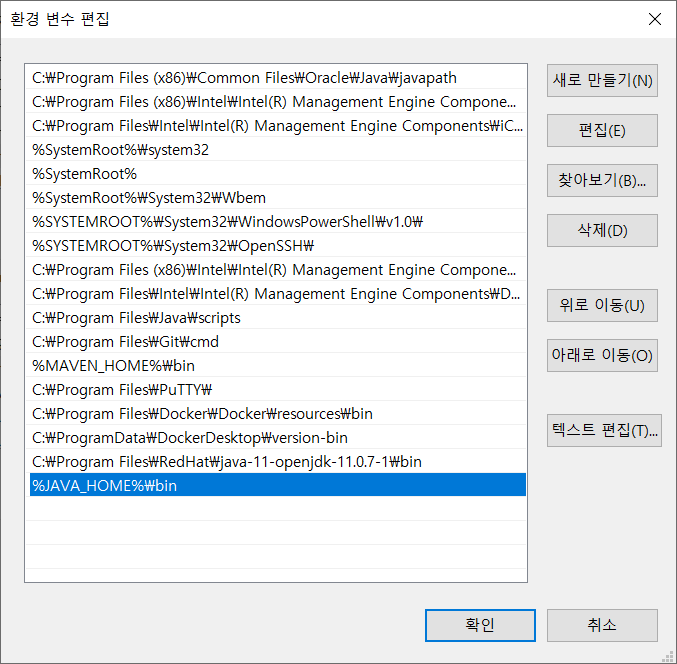 환경 변수 편집
C:₩Program Files (x86)₩Common Files₩Oracle₩Java₩javapath
C:₩Program Files (x86)₩Intel₩Intel(R) Management Engine Compone...
C:₩Program Files₩Intel₩Intel(R) Management Engine Components₩iC...
%SystemRoot%₩system32
%SystemRoot%
%SystemRoot%₩System32₩Wbem
%SYSTEMROOT%₩System32₩WindowsPowerShell₩v1.0₩
%SYSTEMROOT%₩System32₩OpenSSH₩
C:₩Program Files (x86)₩Intel₩Intel(R) Management Engine Compone...
C:₩Program Files₩Intel₩Intel(R) Management Engine Components₩D...
C:₩Program Files₩Java₩scripts
C:₩Program Files₩Git₩cmd
%MAVEN_HOME%₩bin
C:₩Program Files₩PuTTY₩
C:₩Program Files₩Docker₩Docker₩resources₩bin
C:₩ProgramData₩DockerDesktop₩version-bin
C:₩Program Files₩RedHat₩java-11-openjdk-11.0.7-1₩bin
%JAVA_HOME%₩bin
새로 만들기(N)
편집(E)
찾아보기(B)...
삭제(D)
위로 이동(U)
아래로 이동(O)
텍스트 편집(T)...
확인
취소